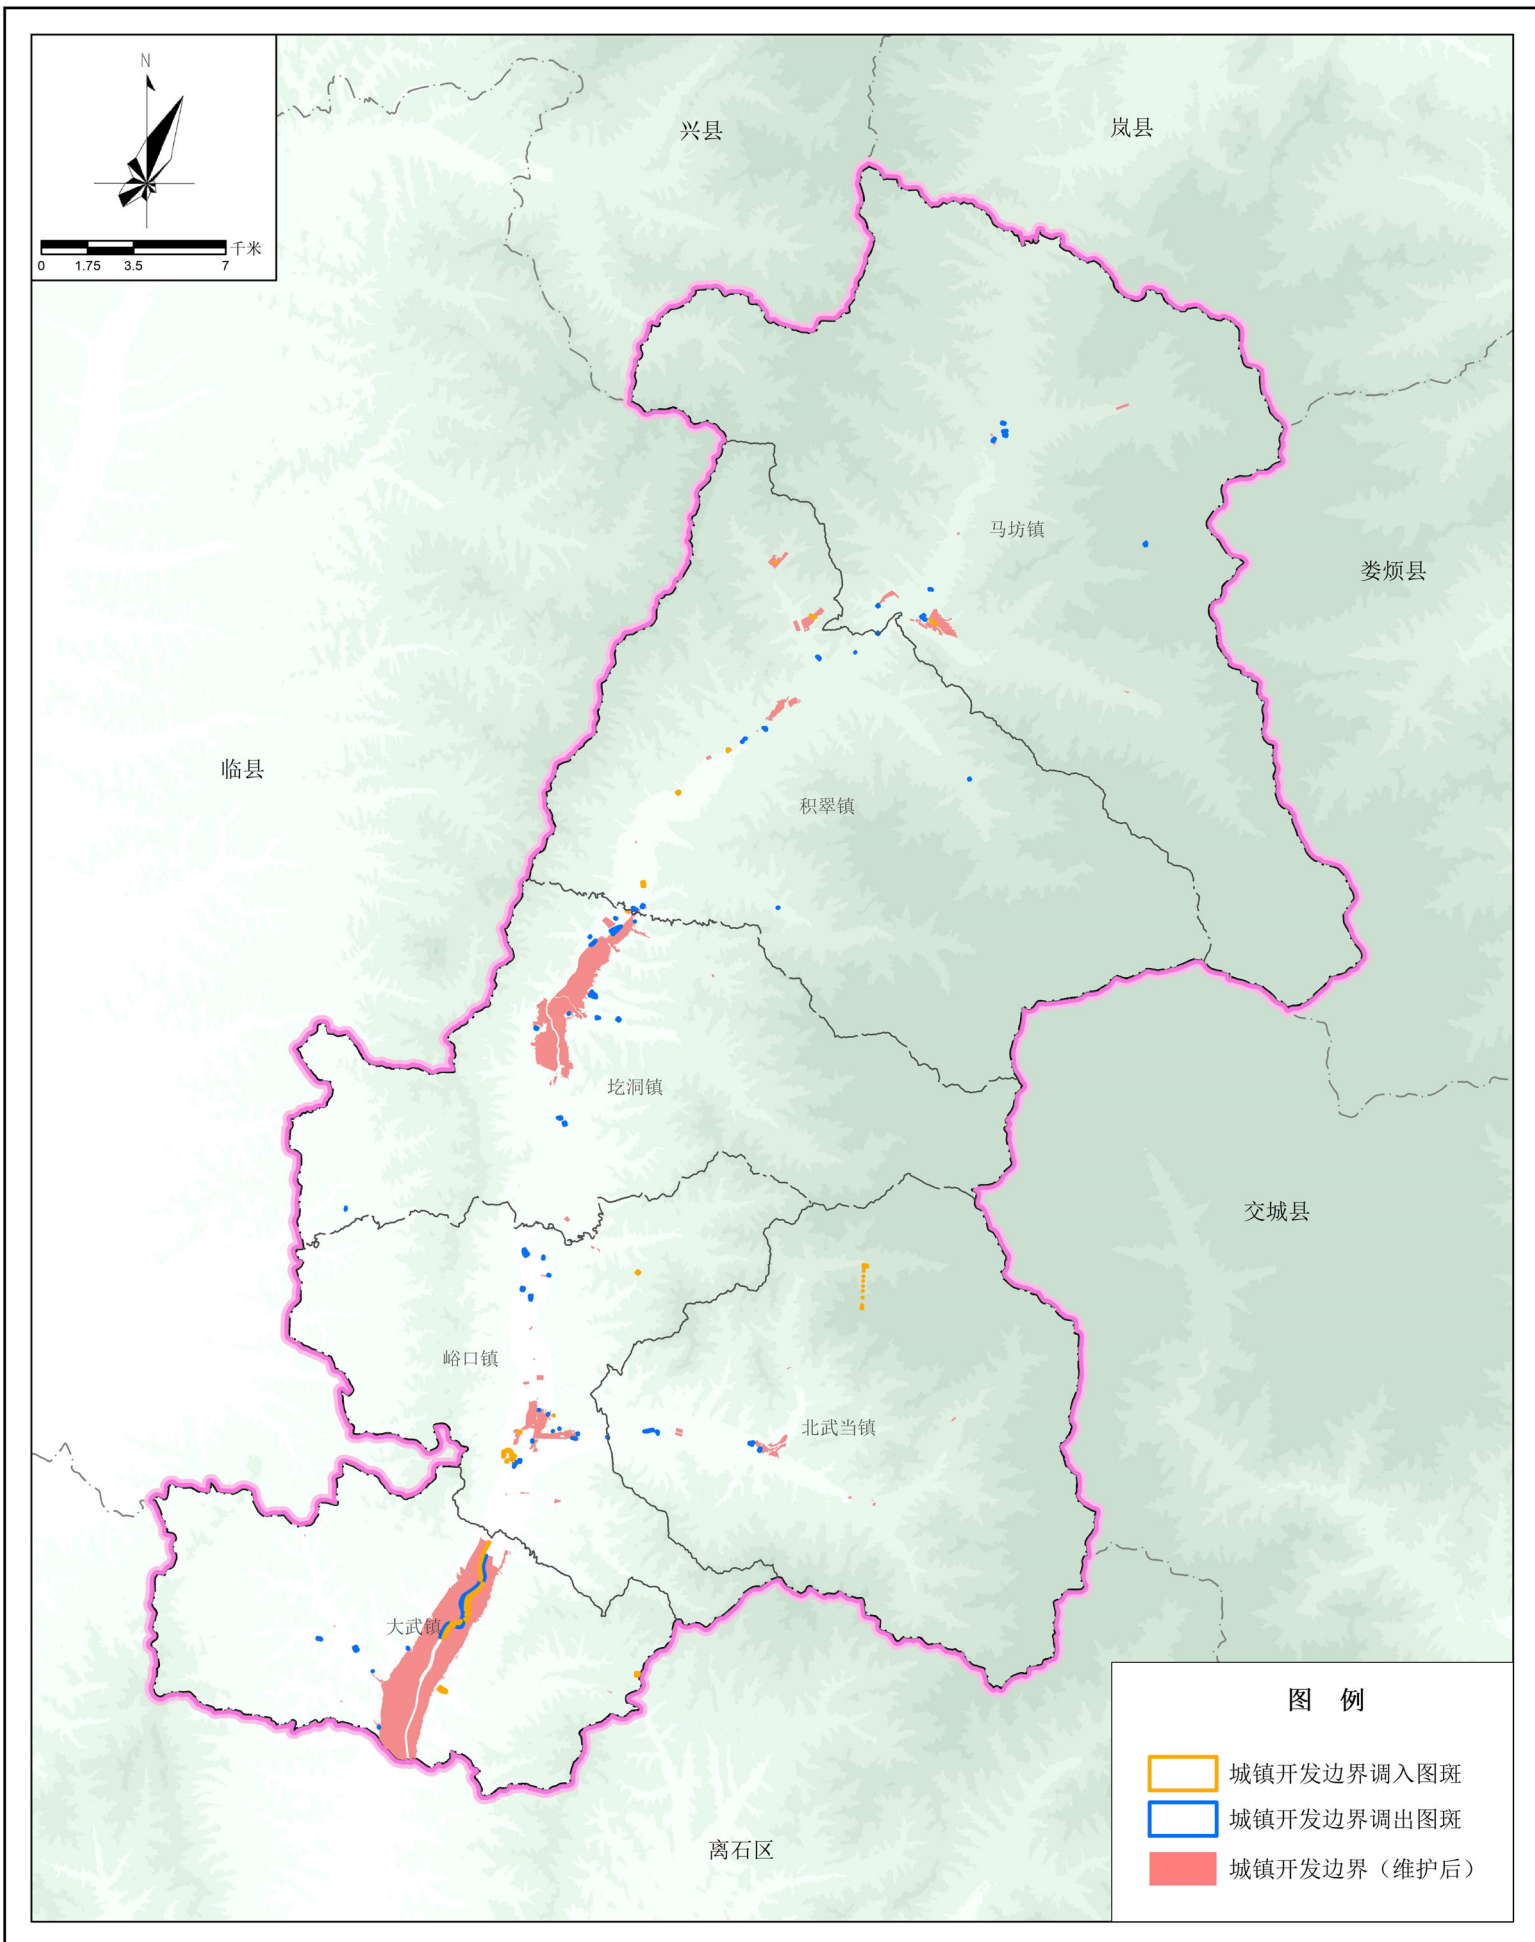 N
千米
0 1.75 3.5 7
兴县
岚县
马坊镇
娄烦县
临县
积翠镇
圪洞镇
交城县
峪口镇
北武当镇
大武镇
离石区
图 例
城镇开发边界调入图斑
城镇开发边界调出图斑
城镇开发边界（维护后）